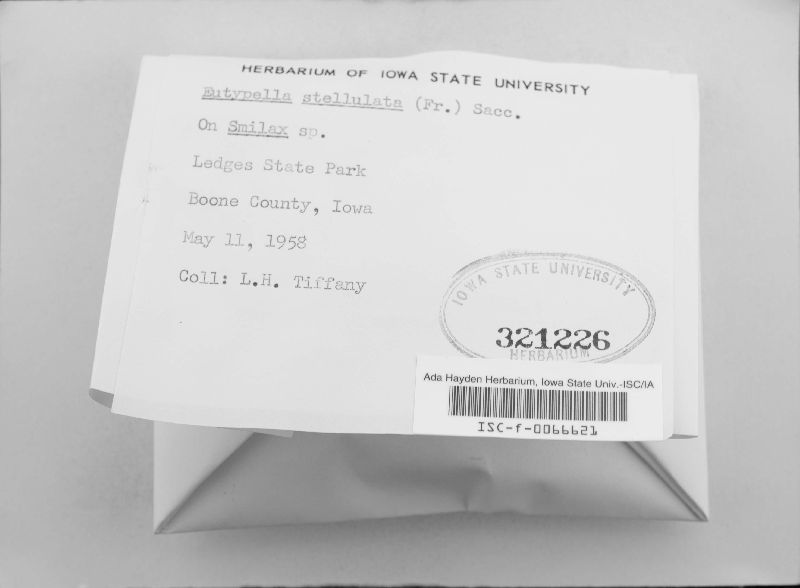 HERBARIUM OF IOWA STATE UNIVERSITY
Eutypella stellulata (Fr.) Sacc.
On Smilax sp.
Ledges State Park
Boone County, Iowa
May 11, 1958
Coll: L.H. Tiffany
IOWA STATE UNIVERSITY
321226
HERBARIUM
Ada Hayden Herbarium, Iowa State Univ.-ISC/IA
ISC-f-0066621